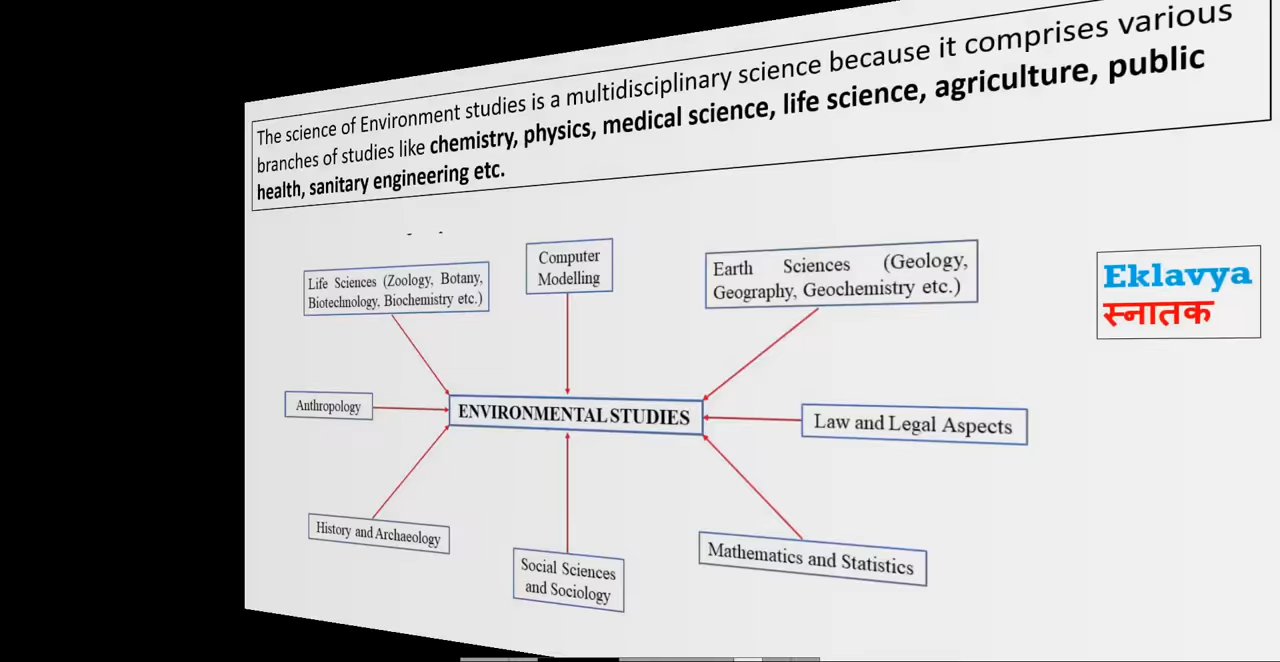 The science of Environment studies is a multidisciplinary science because it comprises various
branches of studies like chemistry, physics, medical science, life science, agriculture, public
health, sanitary engineering etc.
Life Sciences (Zoology, Botany,
Biotechnology, Biochemistry etc.)
Computer
Modelling
Earth Sciences (Geology,
Geography, Geochemistry etc.)
Eklavya
स्नातक
Anthropology
ENVIRONMENTAL STUDIES
Law and Legal Aspects
History and Archaeology
Social Sciences
and Sociology
Mathematics and Statistics